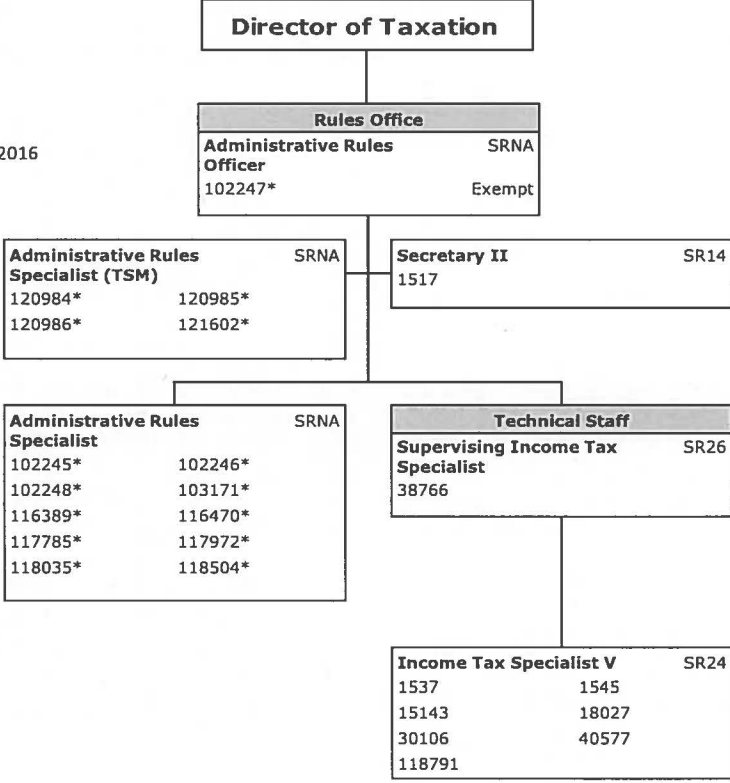 Director of Taxation
Rules Office
2016
Administrative Rules SRNA
Officer
102247* Exempt
Administrative Rules SRNA
Specialist (TSM)
120984* 120985*
120986* 121602*
Secretary II SR14
1517
Administrative Rules SRNA
Specialist
102245* 102246*
102248* 103171*
116389* 116470*
117785* 117972*
118035* 118504*
Technical Staff
Supervising Income Tax SR26
Specialist
38766
Income Tax Specialist V SR24
1537 1545
15143 18027
30106 40577
118791